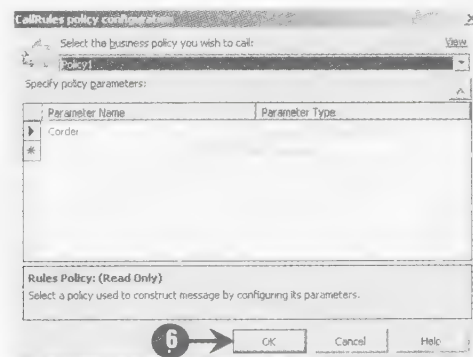 CallRules policy configuration
Select the business policy you wish to call:
View
Policy1
Specify policy parameters:
Parameter Name
Parameter Type
Corder
Rules Policy: (Read Only)
Select a policy used to construct message by configuring its parameters.
6
OK
Cancel
Help